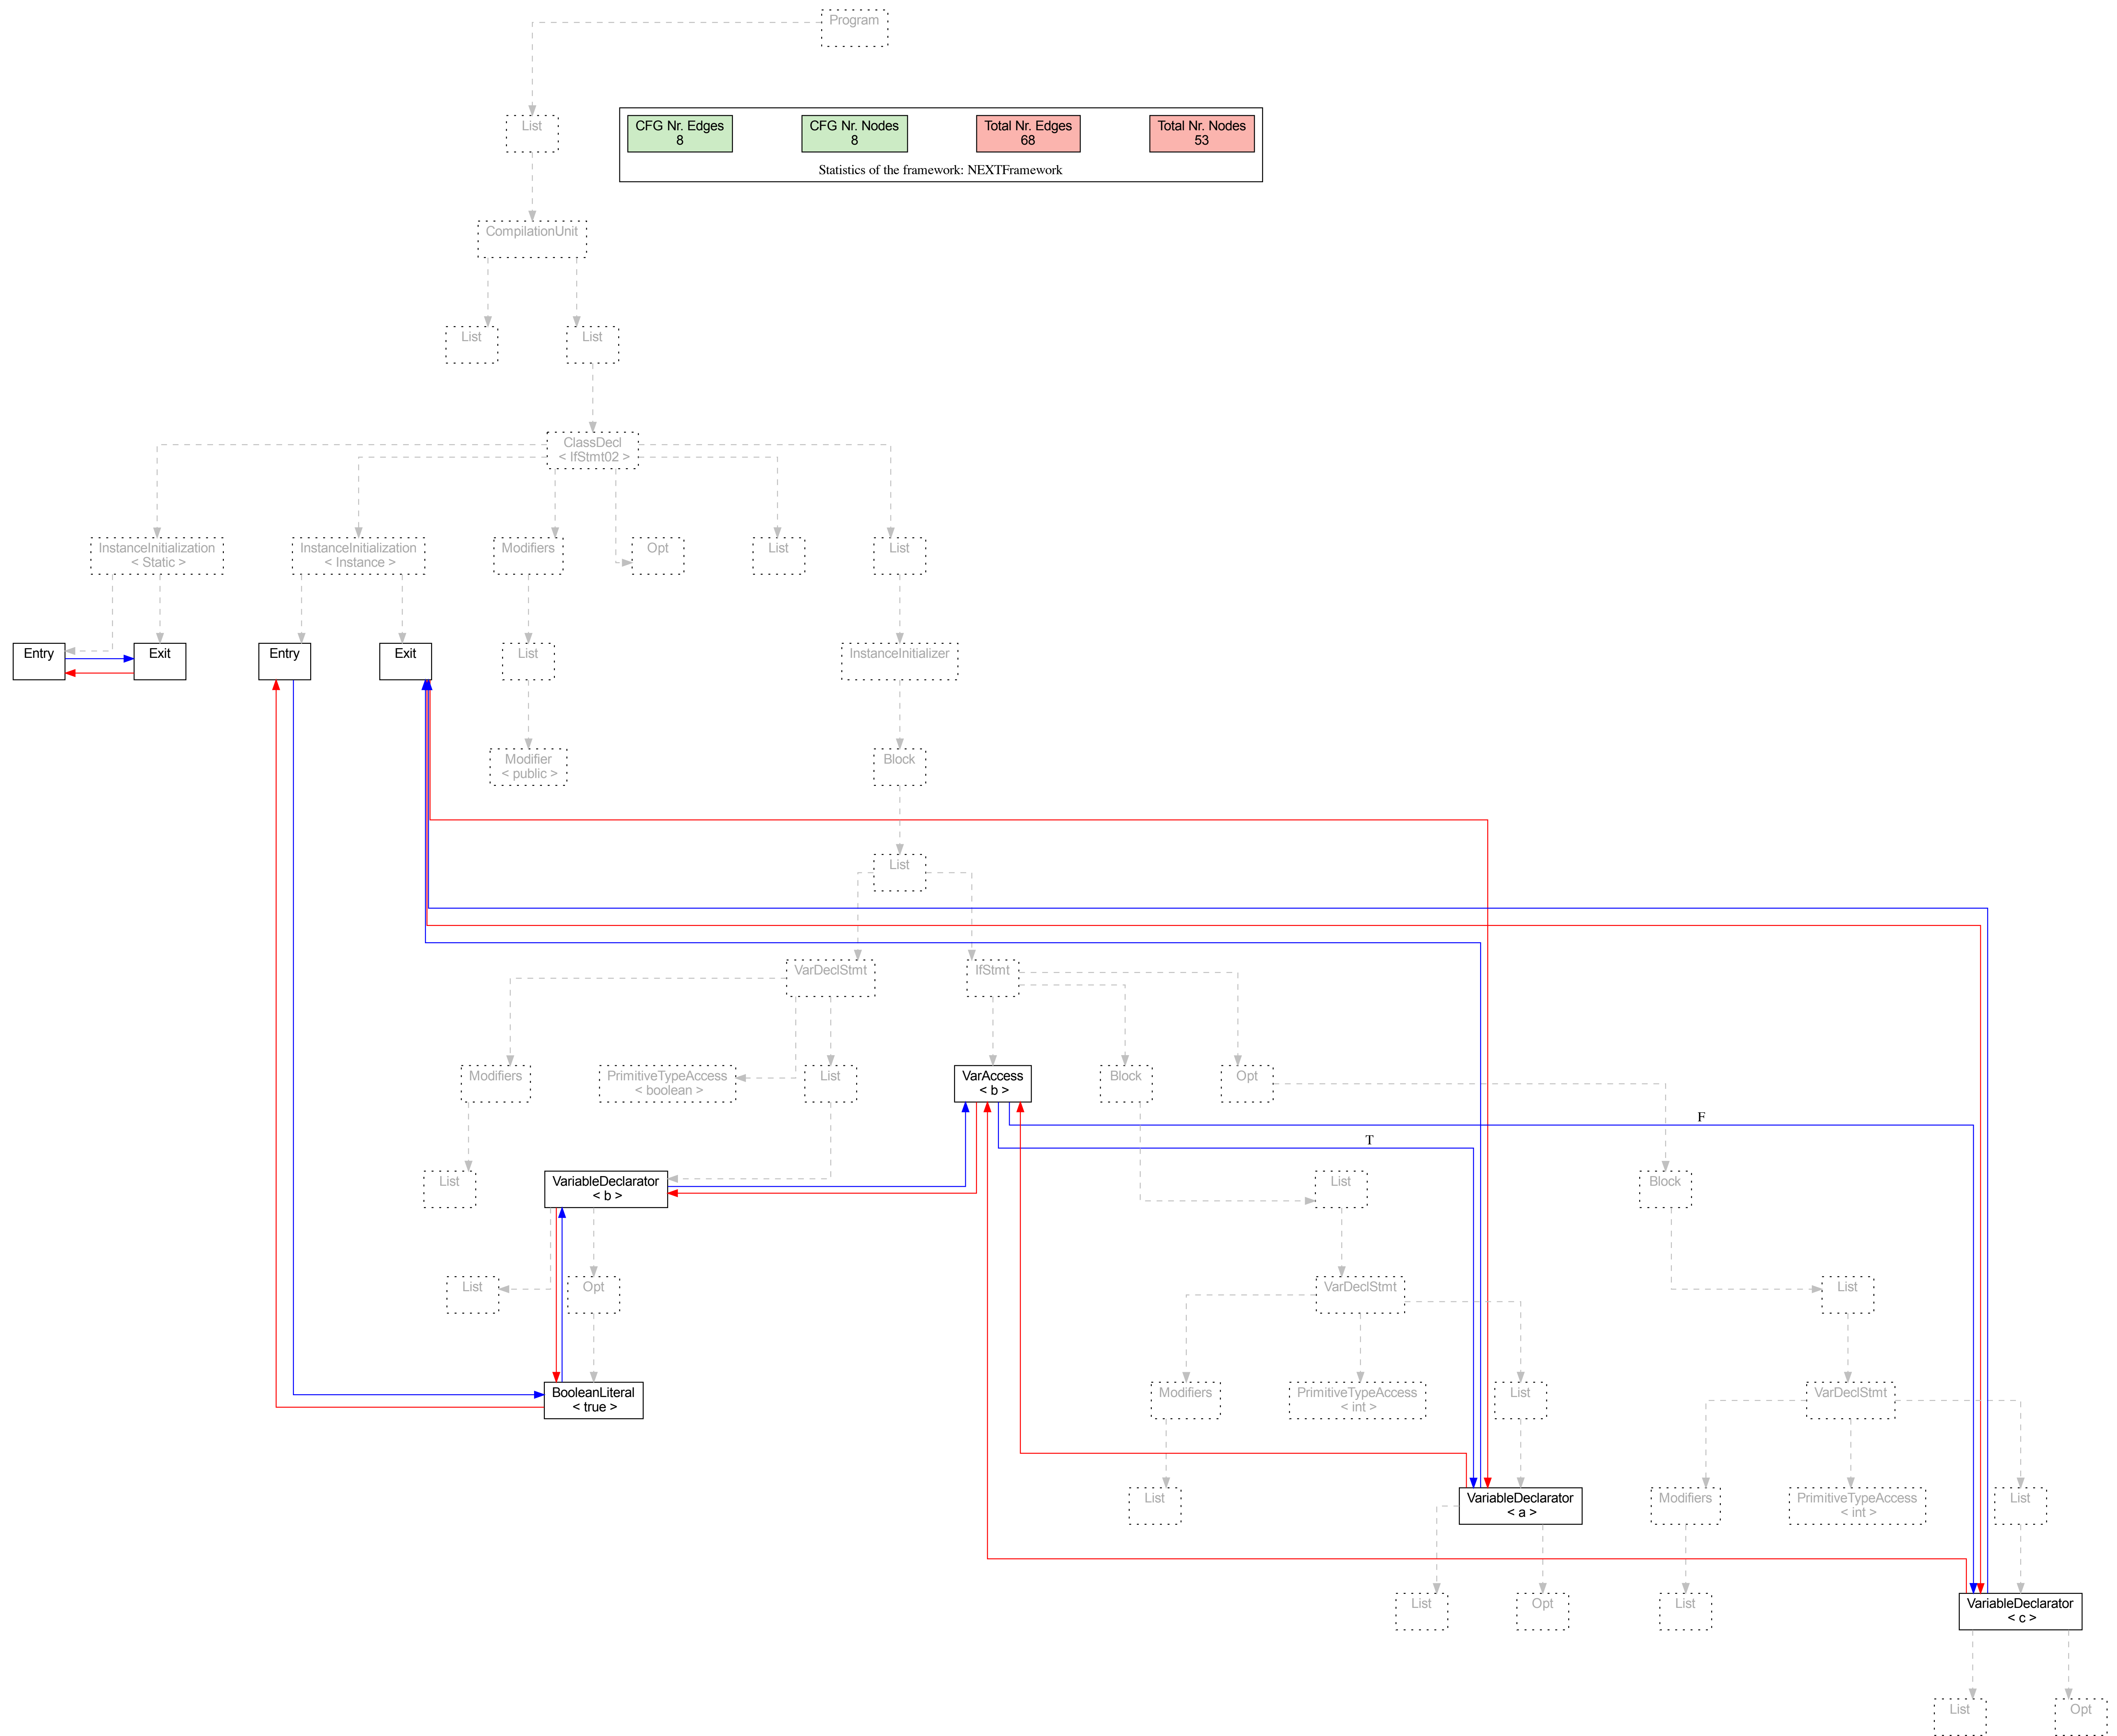 Program
List
CFG Nr. Edges
8
CFG Nr. Nodes
8
Total Nr. Edges
68
Total Nr. Nodes
53
Statistics of the framework: NEXTFramework
CompilationUnit
List
List
ClassDecl
< IfStmt02 >
InstanceInitialization
< Static >
InstanceInitialization
< Instance >
Modifiers
Opt
List
List
Entry
Exit
Entry
Exit
List
InstanceInitializer
Modifier
< public >
Block
List
VarDeclStmt
IfStmt
Modifiers
PrimitiveTypeAccess
< boolean >
List
VarAccess
< b >
Block
Opt
F
T
List
VariableDeclarator
< b >
List
Block
List
Opt
VarDeclStmt
List
BooleanLiteral
< true >
Modifiers
PrimitiveTypeAccess
< int >
List
VarDeclStmt
List
VariableDeclarator
< a >
Modifiers
PrimitiveTypeAccess
< int >
List
List
Opt
List
VariableDeclarator
< c >
List
Opt